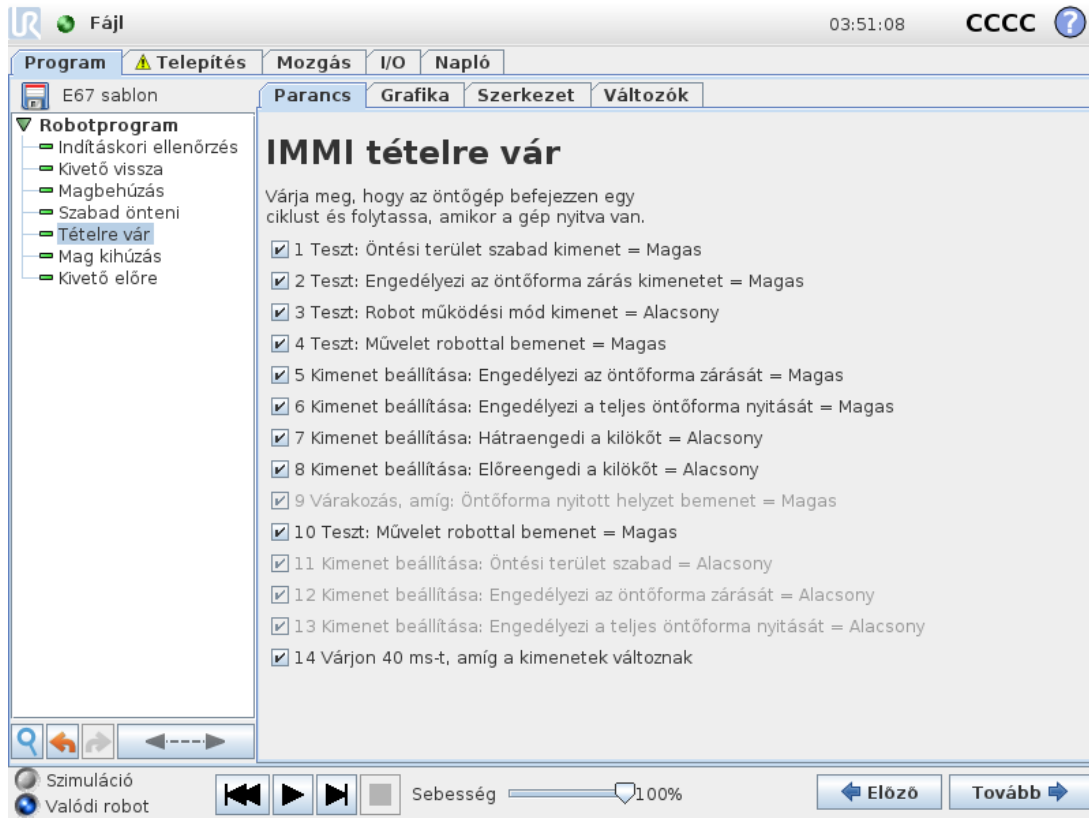 UR Fájl 03:51:08 CCCC ?
Program Telepítés Mozgás I/O Napló
E67 sablon
Parancs Grafika Szerkezet Változók
Robotprogram
Indításkori ellenőrzés
Kivető vissza
Magbehúzás
Szabad önteni
Tételre vár
Mag kihúzás
Kivető előre
IMMI tételre vár
Várja meg, hogy az öntőgép befejezzen egy
ciklust és folytassa, amikor a gép nyitva van.
1 Teszt: Öntési terület szabad kimenet = Magas
2 Teszt: Engedélyezi az öntőforma zárás kimenetet = Magas
3 Teszt: Robot működési mód kimenet = Alacsony
4 Teszt: Művelet robottal bemenet = Magas
5 Kimenet beállítása: Engedélyezi az öntőforma zárását = Magas
6 Kimenet beállítása: Engedélyezi a teljes öntőforma nyitását = Magas
7 Kimenet beállítása: Hátraengedi a kilökőt = Alacsony
8 Kimenet beállítása: Előreengedi a kilökőt = Alacsony
9 Várakozás, amíg: Öntőforma nyitott helyzet bemenet = Magas
10 Teszt: Művelet robottal bemenet = Magas
11 Kimenet beállítása: Öntési terület szabad = Alacsony
12 Kimenet beállítása: Engedélyezi az öntőforma zárását = Alacsony
13 Kimenet beállítása: Engedélyezi a teljes öntőforma nyitását = Alacsony
14 Várjon 40 ms-t, amíg a kimenetek változnak
Szimuláció
Valódi robot
Sebesség 100%
Előző Tovább